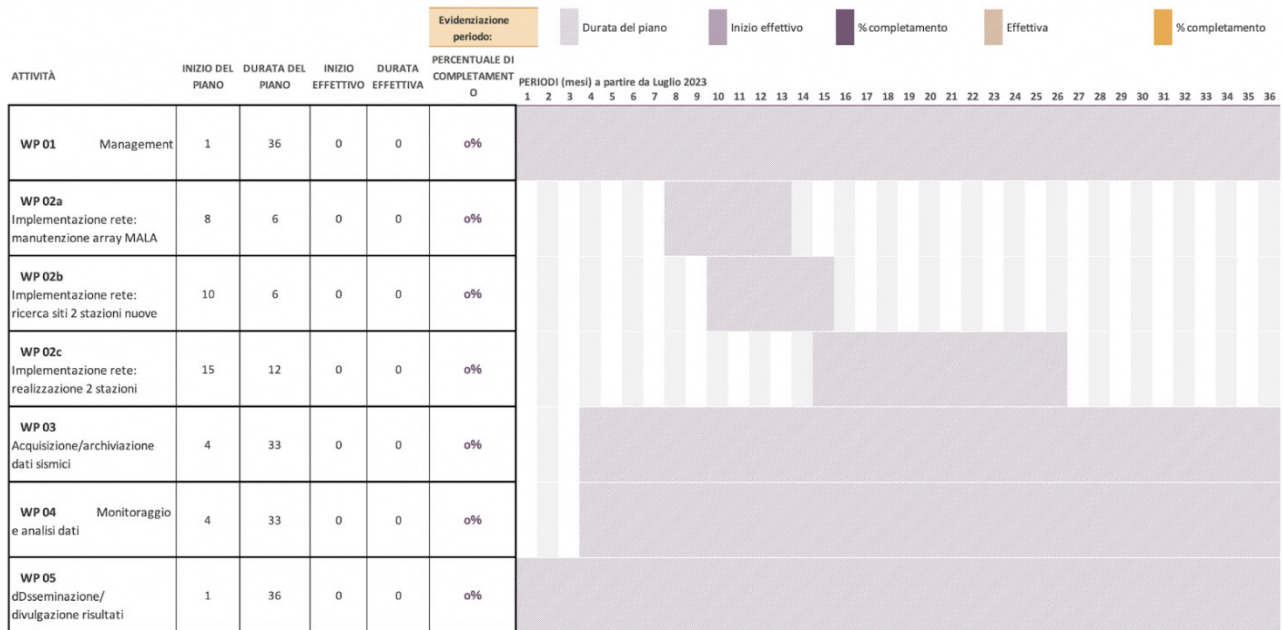 Evidenziazione
periodo:
Durata del piano
Inizio effettivo
% completamento
Effettiva
% completamento
ATTIVITÀ
INIZIO DEL
PIANO
DURATA DEL
PIANO
INIZIO
EFFETTIVO
DURATA
EFFETTIVA
PERCENTUALE DI
COMPLETAMENT
O
PERIODI (mesi) a partire da Luglio 2023
1 2 3 4 5 6 7 8 9 10 11 12 13 14 15 16 17 18 19 20 21 22 23 24 25 26 27 28 29 30 31 32 33 34 35 36
WP 01 Management 1 36 0 0 0%
WP 02a
Implementazione rete:
manutenzione array MALA
8 6 0 0 0%
WP 02b
Implementazione rete:
ricerca siti 2 stazioni nuove
10 6 0 0 0%
WP 02c
Implementazione rete:
realizzazione 2 stazioni
15 12 0 0 0%
WP 03
Acquisizione/archiviazione
dati sismici
4 33 0 0 0%
WP 04 Monitoraggio
e analisi dati
4 33 0 0 0%
WP 05
dDsseminazione/
divulgazione risultati
1 36 0 0 0%